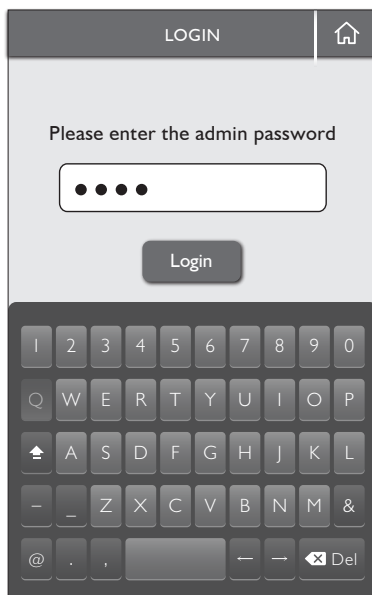 LOGIN
Please enter the admin password
••••
Login
1 2 3 4 5 6 7 8 9 0
Q W E R T Y U I O P
A S D F G H J K L
– _ Z X C V B N M &
@ . , ← → Del